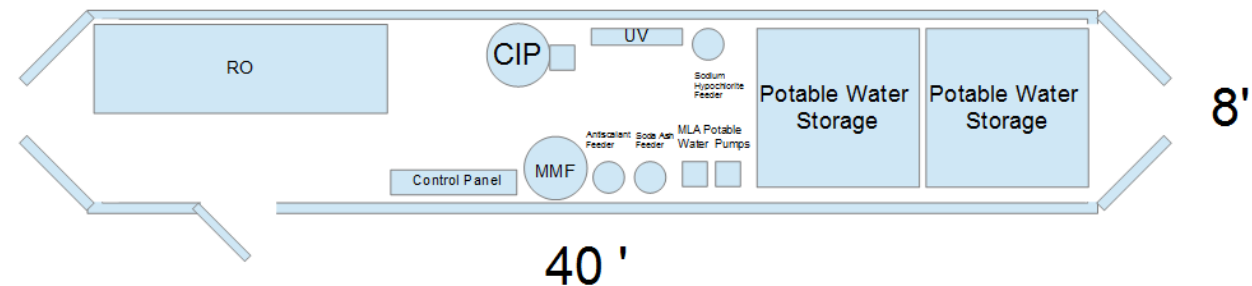 RO
CIP
UV
Sodium
Hypochlorite
Feeder
Potable Water
Storage
Potable Water
Storage
8'
Control Panel
MMF
Antiscalant
Feeder
Soda Ash
Feeder
MLA Potable
Water Pumps
40 '